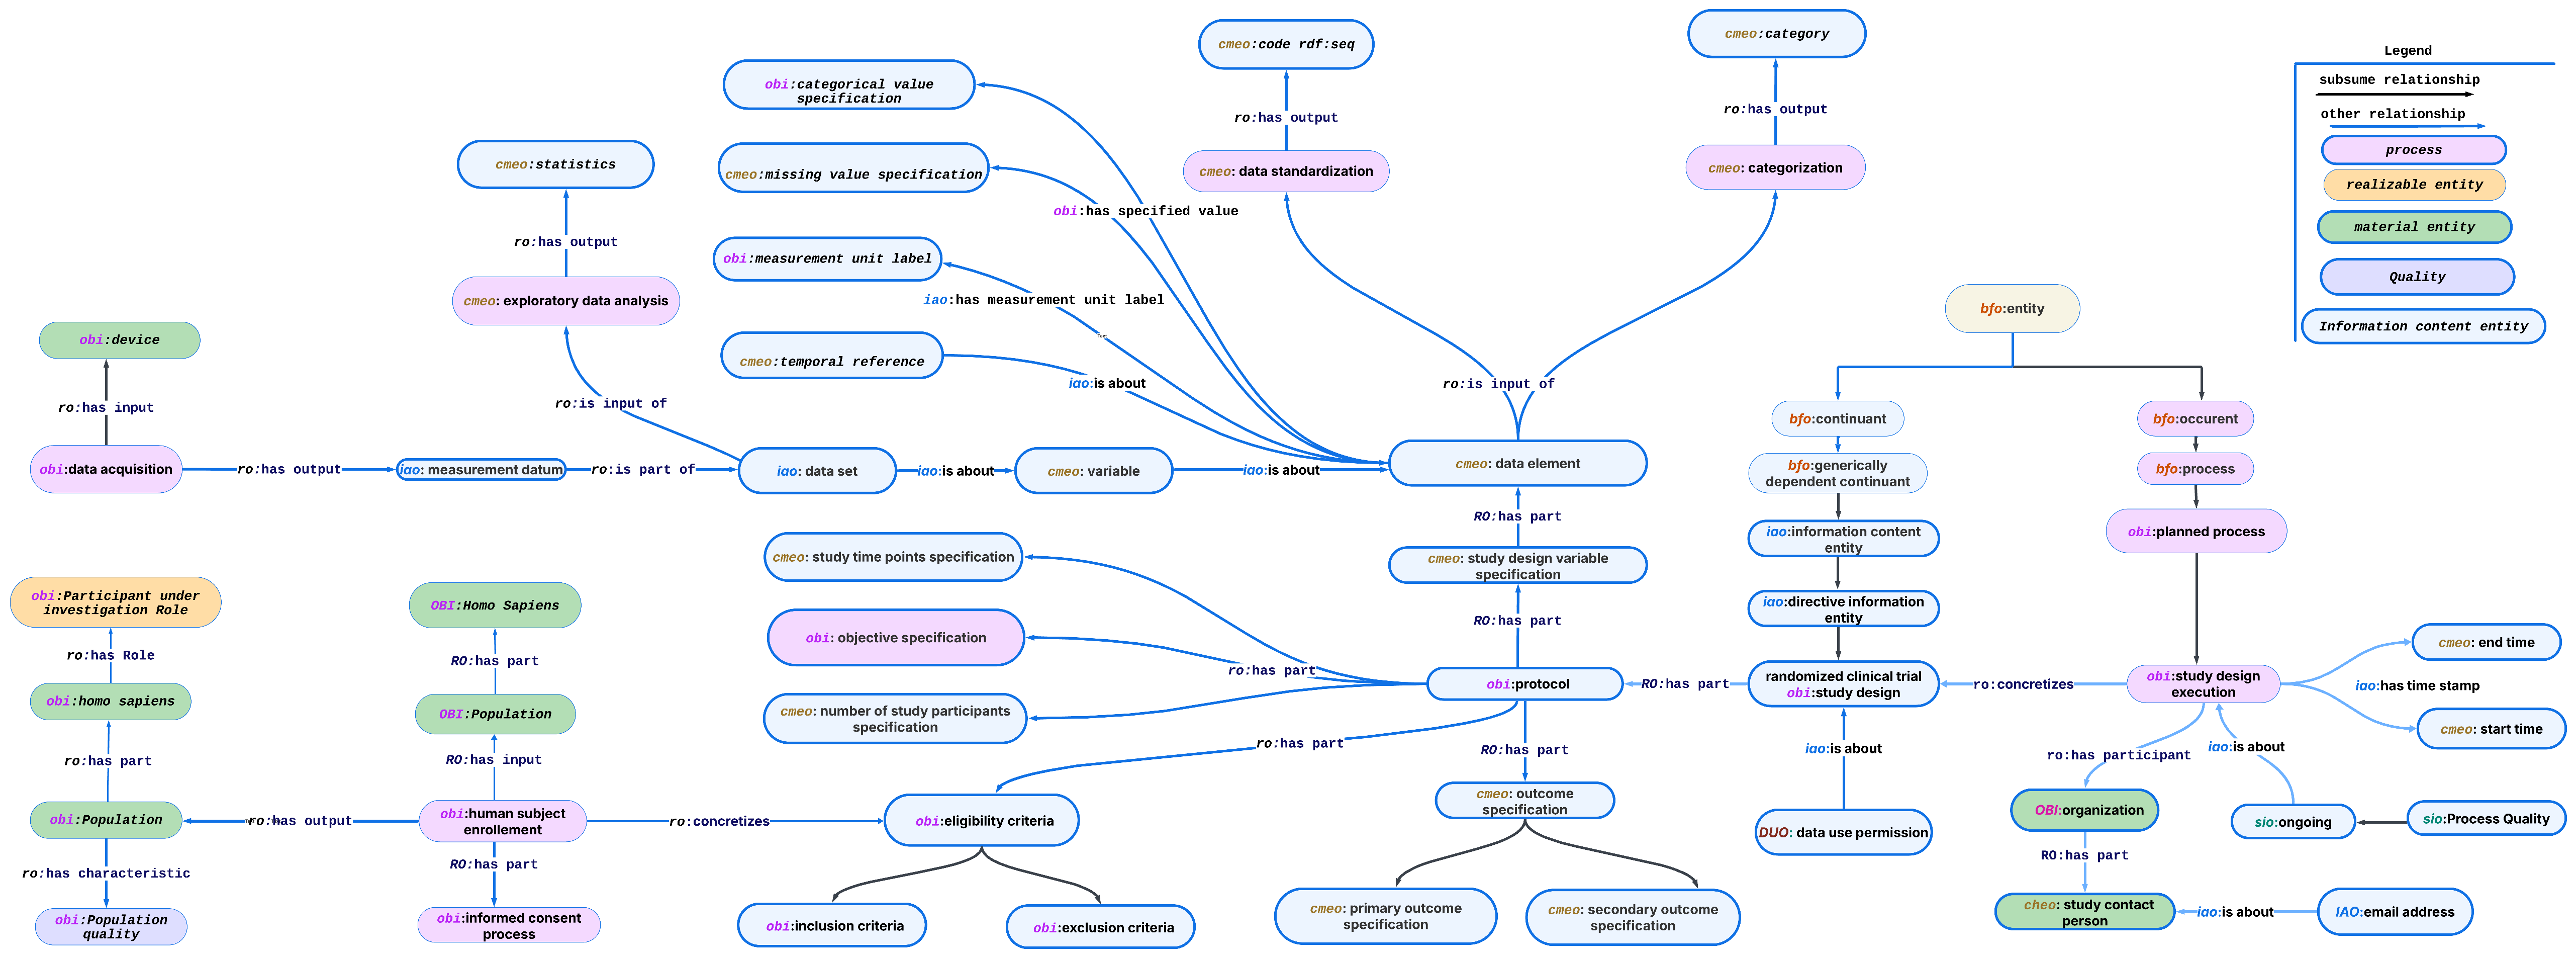 cmeo:code rdf:seq
cmeo:category
Legend
subsume relationship
other relationship
process
realizable entity
material entity
Quality
Information content entity
obi:categorical value
specification
ro:has output
ro:has output
cmeo:statistics
cmeo:missing value specification
cmeo: data standardization
cmeo: categorization
obi:has specified value
ro:has output
obi:measurement unit label
cmeo: exploratory data analysis
iao:has measurement unit label
Text
obi:device
cmeo:temporal reference
iao:is about
ro:is input of
ro:has input
ro:is input of
bfo:entity
bfo:continuant
bfo:occurent
obi:data acquisition
ro:has output
iao: measurement datum
ro:is part of
iao: data set
iao:is about
cmeo: variable
iao:is about
cmeo: data element
bfo:generically
dependent continuant
bfo:process
RO:has part
obi:planned process
iao:information content
entity
cmeo: study time points specification
cmeo: study design variable
specification
iao:directive information
entity
obi:Participant under
investigation Role
OBI:Homo Sapiens
RO:has part
obi: objective specification
ro:has Role
RO:has part
ro:has part
cmeo: end time
obi:homo sapiens
OBI:Population
cmeo: number of study participants
specification
obi:protocol
RO:has part
randomized clinical trial
obi:study design
ro:concretizes
obi:study design
execution
iao:has time stamp
cmeo: start time
ro:has part
RO:has input
ro:has part
RO:has part
iao:is about
ro:has participant
iao:is about
obi:Population
ro:has output
obi:human subject
enrollement
ro:concretizes
obi:eligibility criteria
cmeo: outcome
specification
DUO: data use permission
OBI:organization
sio:ongoing
sio:Process Quality
RO:has part
ro:has characteristic
RO:has part
obi:Population
quality
obi:informed consent
process
obi:inclusion criteria
obi:exclusion criteria
cmeo: primary outcome
specification
cmeo: secondary outcome
specification
cheo: study contact
person
iao:is about
IAO:email address